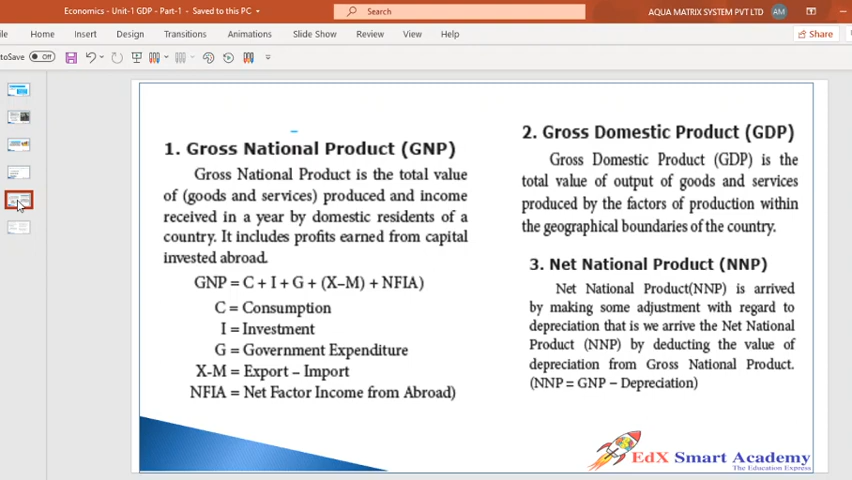 Economics - Unit-1 GDP - Part-1 - Saved to this PC
Search
AQUA MATRIX SYSTEM PVT LTD
AM
Home Insert Design Transitions Animations Slide Show Review View Help
Share
Off
1. Gross National Product (GNP)
Gross National Product is the total value
of (goods and services) produced and income
received in a year by domestic residents of a
country. It includes profits earned from capital
invested abroad.
GNP = C + I + G + (X–M) + NFIA)
C = Consumption
I = Investment
G = Government Expenditure
X-M = Export – Import
NFIA = Net Factor Income from Abroad)
2. Gross Domestic Product (GDP)
Gross Domestic Product (GDP) is the
total value of output of goods and services
produced by the factors of production within
the geographical boundaries of the country.
3. Net National Product (NNP)
Net National Product(NNP) is arrived
by making some adjustment with regard to
depreciation that is we arrive the Net National
Product (NNP) by deducting the value of
depreciation from Gross National Product.
(NNP = GNP – Depreciation)
EdX Smart Academy
The Education Express